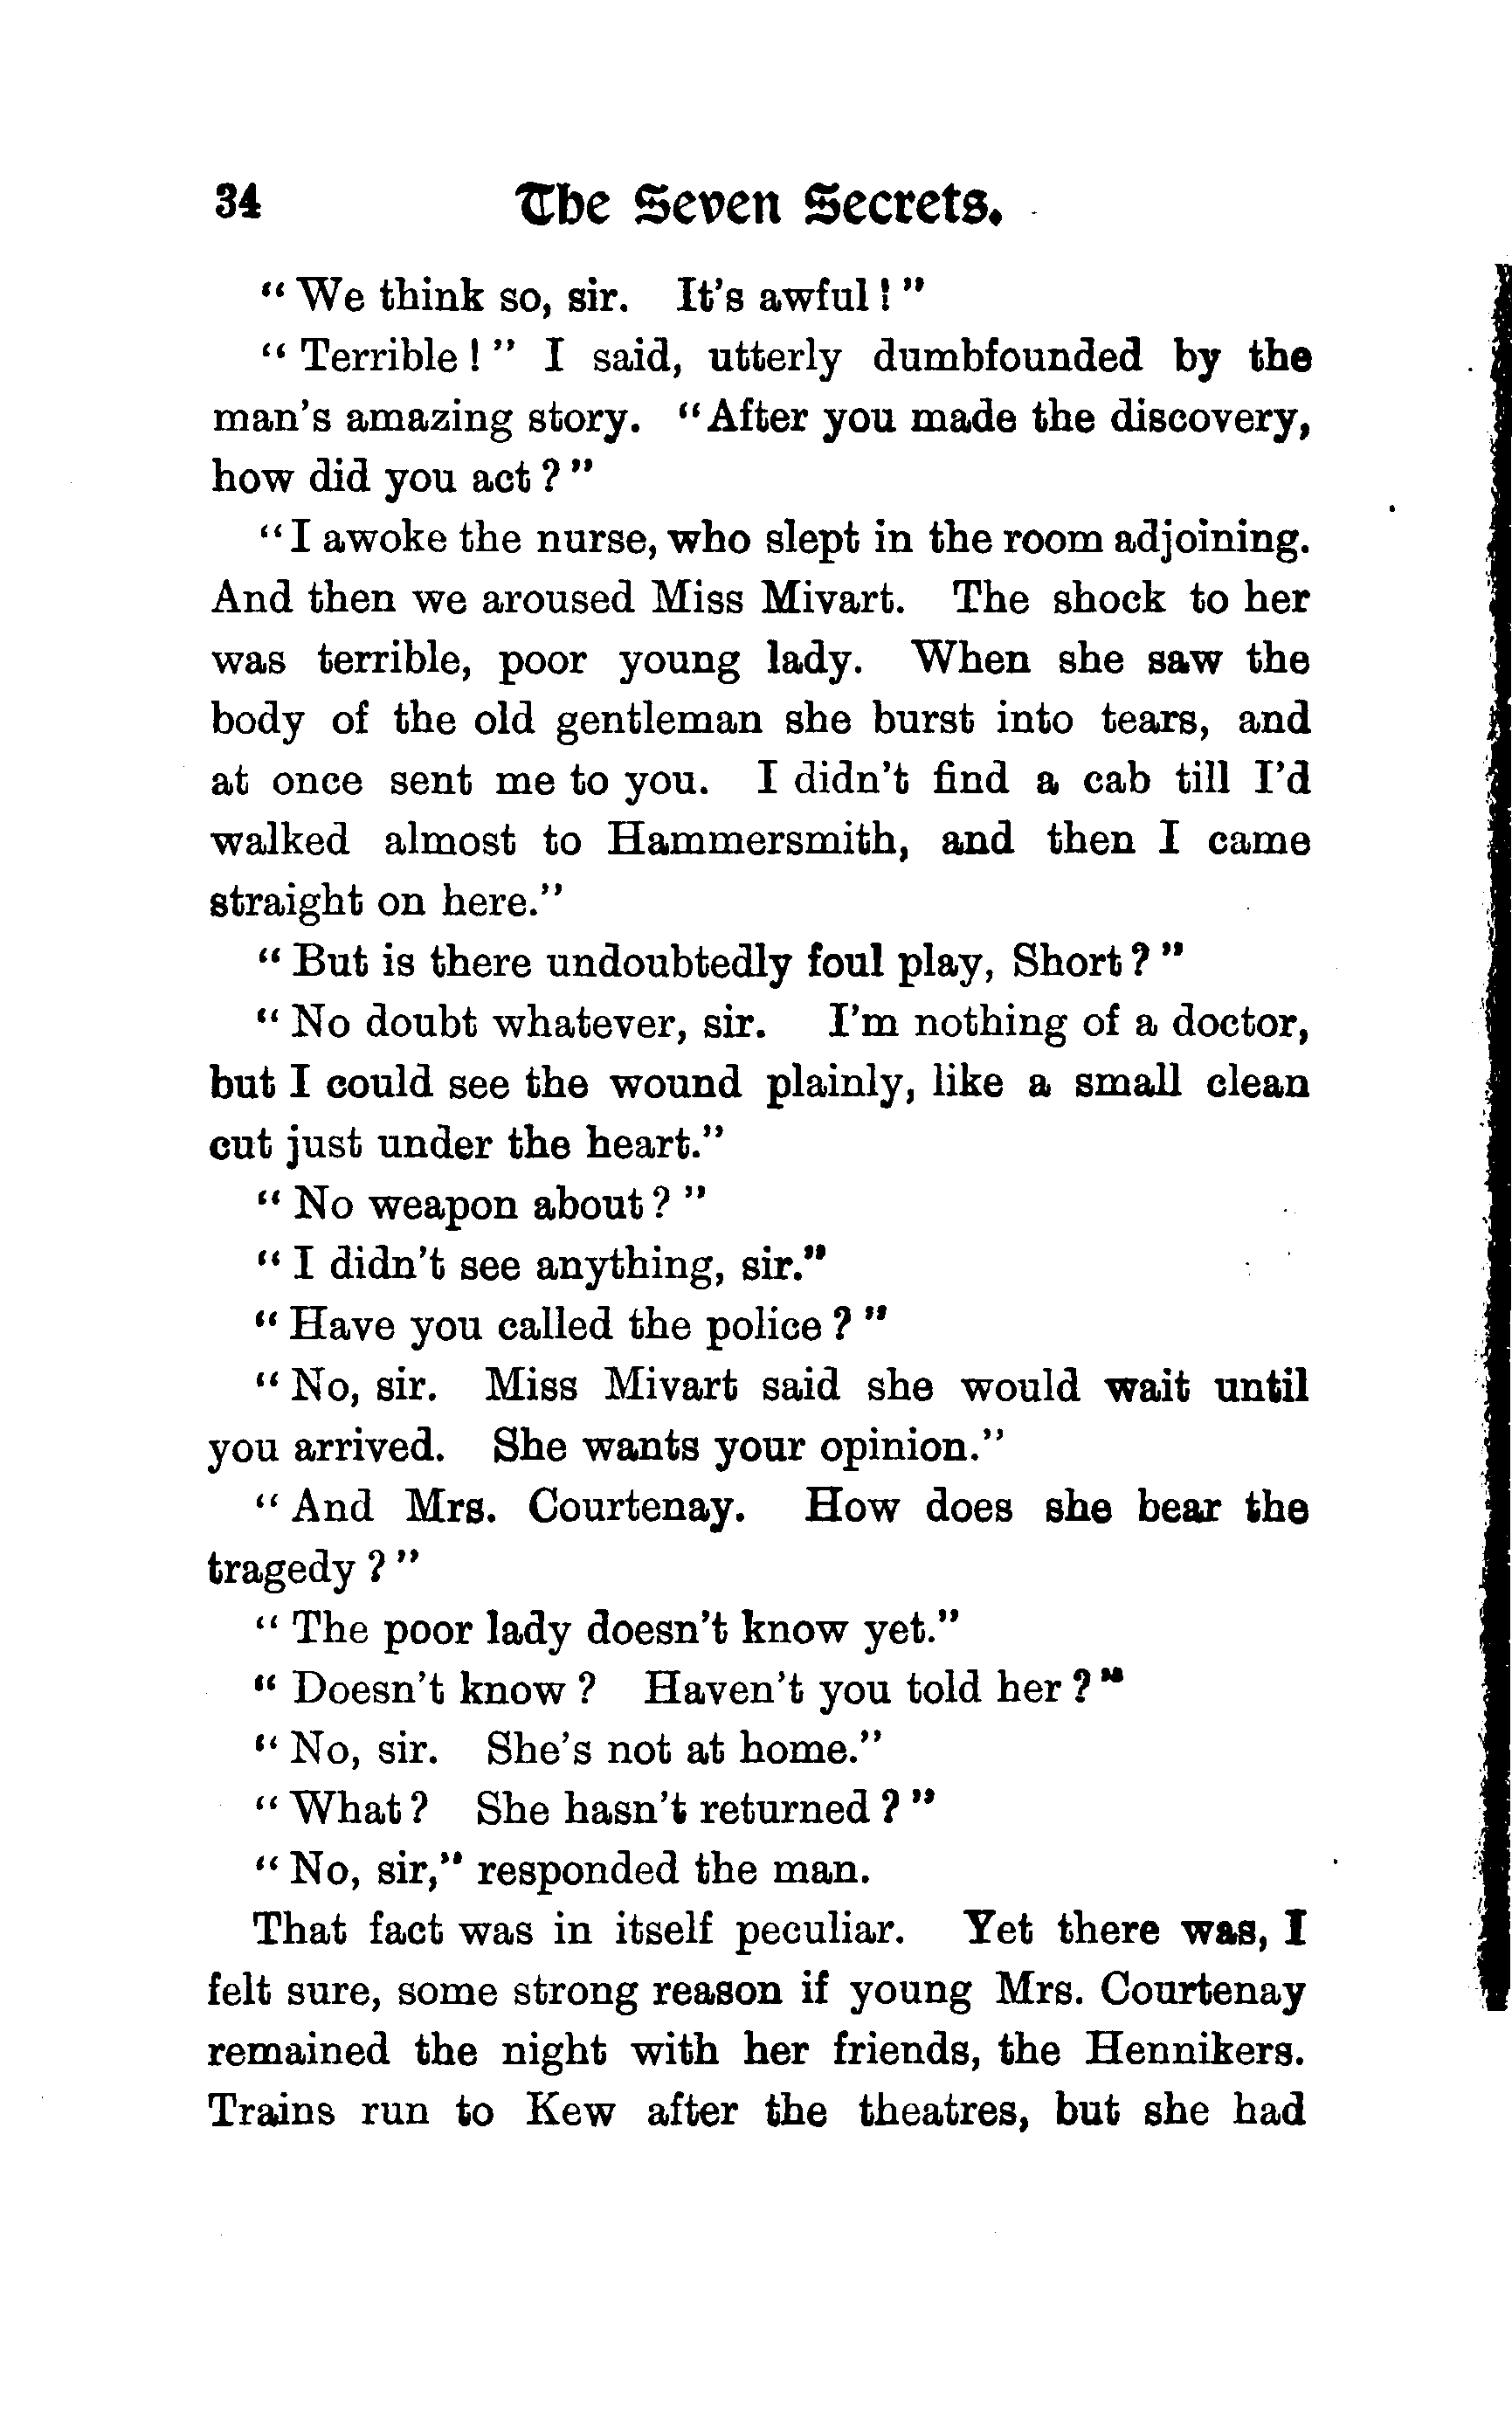 34 The Seven Secrets.
"We think so, sir. It's awful!"
"Terrible!" I said, utterly dumbfounded by the
man's amazing story. "After you made the discovery,
how did you act?"
"I awoke the nurse, who slept in the room adjoining.
And then we aroused Miss Mivart. The shock to her
was terrible, poor young lady. When she saw the
body of the old gentleman she burst into tears, and
at once sent me to you. I didn't find a cab till I'd
walked almost to Hammersmith, and then I came
straight on here."
"But is there undoubtedly foul play, Short?"
"No doubt whatever, sir. I'm nothing of a doctor,
but I could see the wound plainly, like a small clean
cut just under the heart."
"No weapon about?"
"I didn't see anything, sir."
"Have you called the police?"
"No, sir. Miss Mivart said she would wait until
you arrived. She wants your opinion."
"And Mrs. Courtenay. How does she bear the
tragedy?"
"The poor lady doesn't know yet."
"Doesn't know? Haven't you told her?"
"No, sir. She's not at home."
"What? She hasn't returned?"
"No, sir," responded the man.
That fact was in itself peculiar. Yet there was, I
felt sure, some strong reason if young Mrs. Courtenay
remained the night with her friends, the Hennikers.
Trains run to Kew after the theatres, but she had